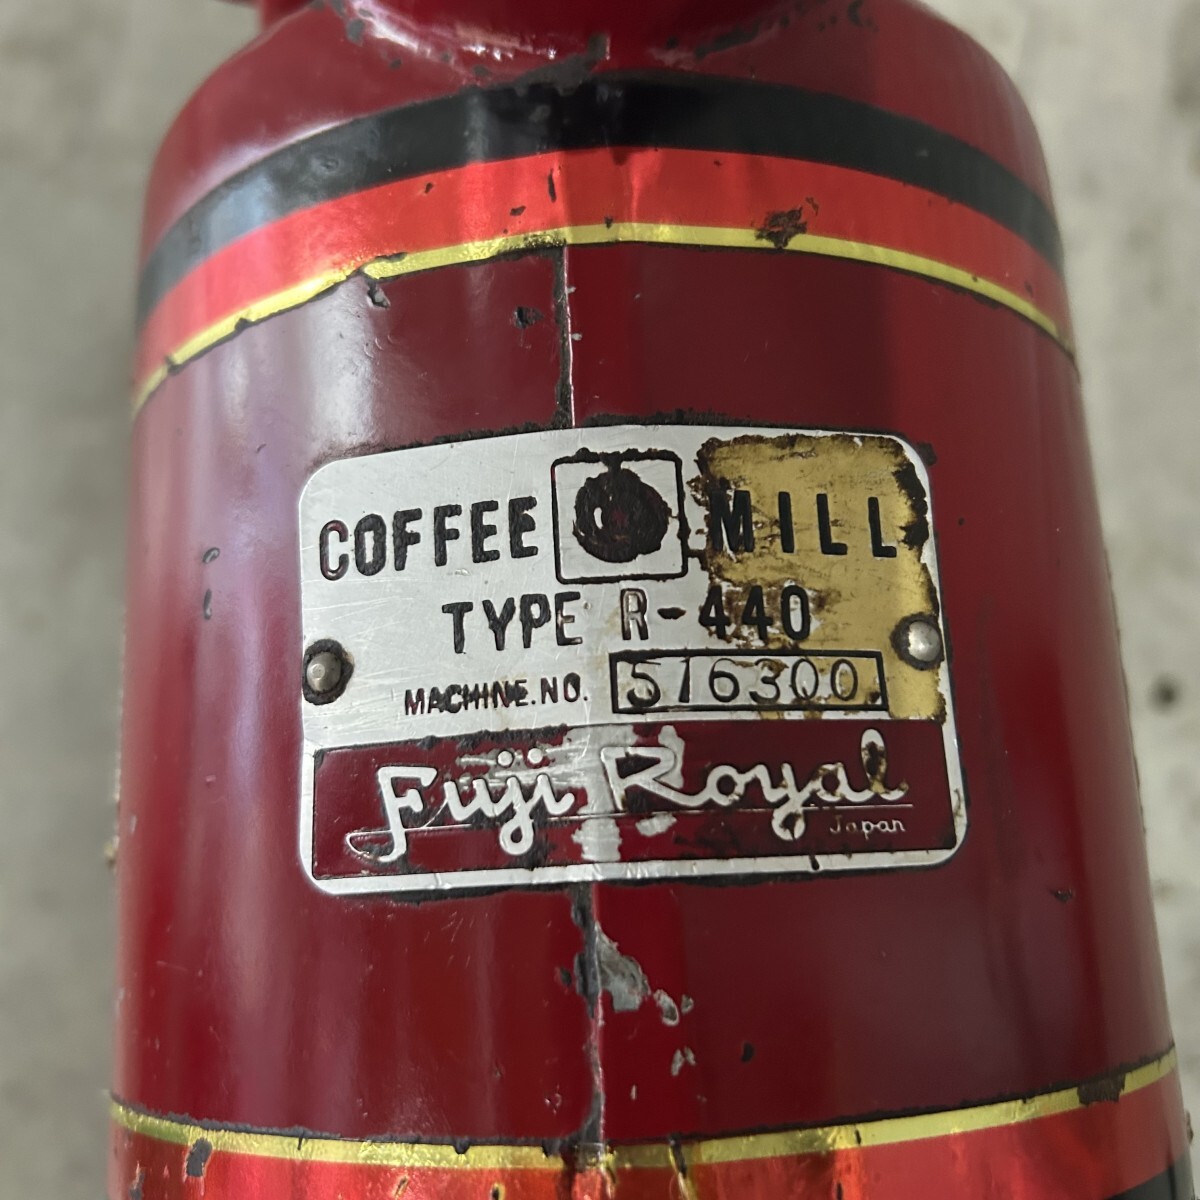 COFFEE MILL
TYPE R-440
MACHINE.NO. 516300
Fuji Royal
Japan